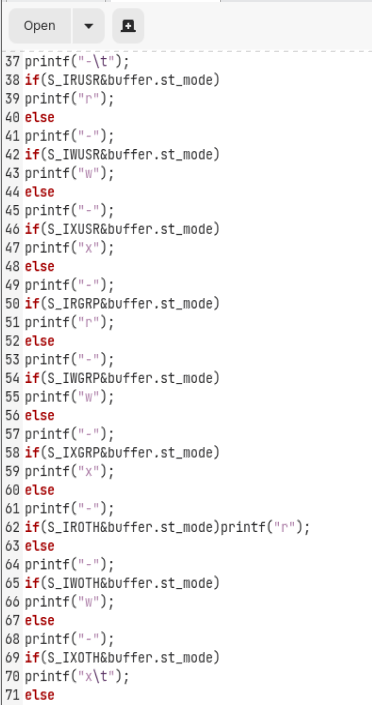 Open
37 printf("-\t");
38 if(S_IRUSR&buffer.st_mode)
39 printf("r");
40 else
41 printf("-");
42 if(S_IWUSR&buffer.st_mode)
43 printf("w");
44 else
45 printf("-");
46 if(S_IXUSR&buffer.st_mode)
47 printf("x");
48 else
49 printf("-");
50 if(S_IRGRP&buffer.st_mode)
51 printf("r");
52 else
53 printf("-");
54 if(S_IWGRP&buffer.st_mode)
55 printf("w");
56 else
57 printf("-");
58 if(S_IXGRP&buffer.st_mode)
59 printf("x");
60 else
61 printf("-");
62 if(S_IROTH&buffer.st_mode)printf("r");
63 else
64 printf("-");
65 if(S_IWOTH&buffer.st_mode)
66 printf("w");
67 else
68 printf("-");
69 if(S_IXOTH&buffer.st_mode)
70 printf("x\t");
71 else